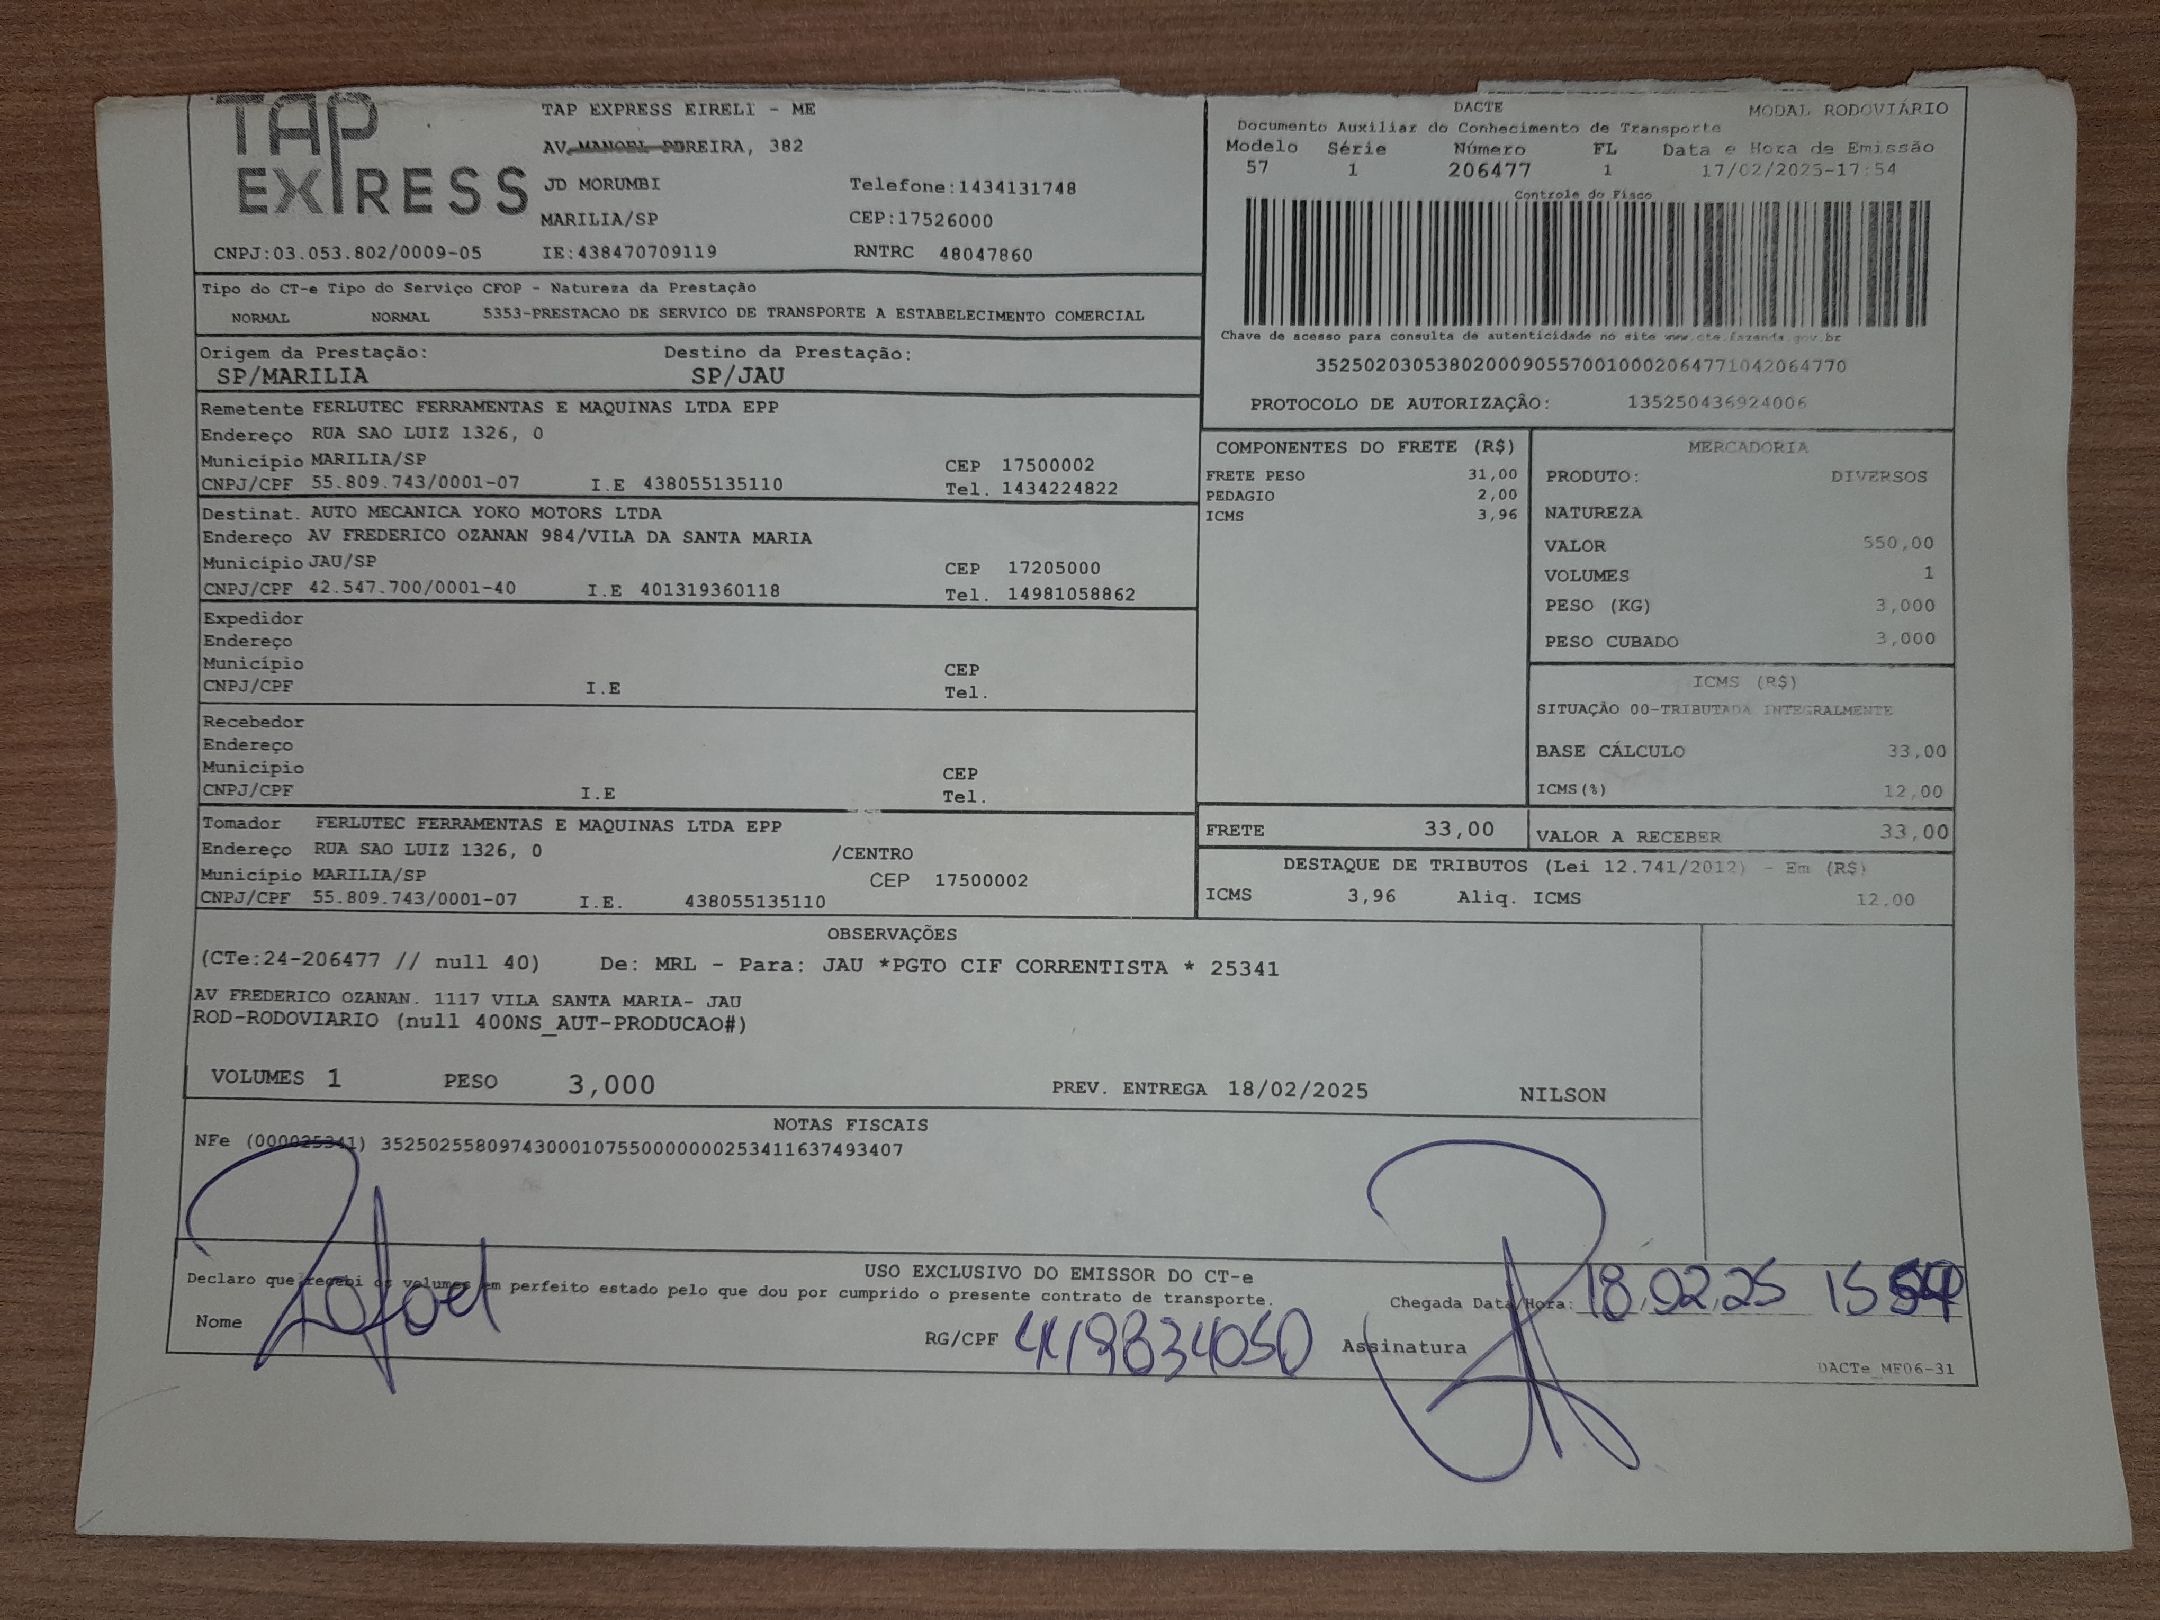 TAP EXPRESS
TAP EXPRESS EIRELI - ME
AV. MANOEL PEREIRA, 382
JD MORUMBI Telefone:1434131748
MARILIA/SP CEP:17526000
CNPJ:03.053.802/0009-05 IE:438470709119 RNTRC 48047860
DACTE MODAL RODOVIÁRIO
Documento Auxiliar do Conhecimento de Transporte
Modelo Série Número FL Data e Hora de Emissão
57 1 206477 1 17/02/2025-17:54
Controle do Fisco
Chave de acesso para consulta de autenticidade no site www.cte.fazenda.gov.br
35250203053802000905570010002064771042064770
PROTOCOLO DE AUTORIZAÇÃO: 135250436924006
Tipo do CT-e Tipo do Serviço CFOP - Natureza da Prestação
NORMAL NORMAL 5353-PRESTACAO DE SERVICO DE TRANSPORTE A ESTABELECIMENTO COMERCIAL
Origem da Prestação: Destino da Prestação:
SP/MARILIA SP/JAU
Remetente FERLUTEC FERRAMENTAS E MAQUINAS LTDA EPP
Endereço RUA SAO LUIZ 1326, 0
Município MARILIA/SP CEP 17500002
CNPJ/CPF 55.809.743/0001-07 I.E 438055135110 Tel. 1434224822
Destinat. AUTO MECANICA YOKO MOTORS LTDA
Endereço AV FREDERICO OZANAN 984/VILA DA SANTA MARIA
Município JAU/SP CEP 17205000
CNPJ/CPF 42.547.700/0001-40 I.E 401319360118 Tel. 14981058862
Expedidor
Endereço
Município CEP
CNPJ/CPF I.E Tel.
Recebedor
Endereço
Município CEP
CNPJ/CPF I.E Tel.
Tomador FERLUTEC FERRAMENTAS E MAQUINAS LTDA EPP
Endereço RUA SAO LUIZ 1326, 0 /CENTRO
Município MARILIA/SP CEP 17500002
CNPJ/CPF 55.809.743/0001-07 I.E. 438055135110
COMPONENTES DO FRETE (R$)
FRETE PESO 31,00
PEDAGIO 2,00
ICMS 3,96
MERCADORIA
PRODUTO: DIVERSOS
NATUREZA
VALOR 550,00
VOLUMES 1
PESO (KG) 3,000
PESO CUBADO 3,000
ICMS (R$)
SITUAÇÃO 00-TRIBUTADA INTEGRALMENTE
BASE CÁLCULO 33,00
ICMS(%) 12,00
FRETE 33,00 VALOR A RECEBER 33,00
DESTAQUE DE TRIBUTOS (Lei 12.741/2012) - Em (R$)
ICMS 3,96 Aliq. ICMS 12.00
OBSERVAÇÕES
(CTe:24-206477 // null 40) De: MRL - Para: JAU *PGTO CIF CORRENTISTA * 25341
AV FREDERICO OZANAN. 1117 VILA SANTA MARIA- JAU
ROD-RODOVIARIO (null 400NS_AUT-PRODUCAO#)
VOLUMES 1 PESO 3,000 PREV. ENTREGA 18/02/2025 NILSON
NOTAS FISCAIS
NFe (000025341) 35250255809743000107550000000253411637493407
USO EXCLUSIVO DO EMISSOR DO CT-e
Declaro que recebi os volumes em perfeito estado pelo que dou por cumprido o presente contrato de transporte.
Chegada Data/Hora: 18,02,25 15
Nome Rafael RG/CPF Assinatura
DACTe_MF06-31